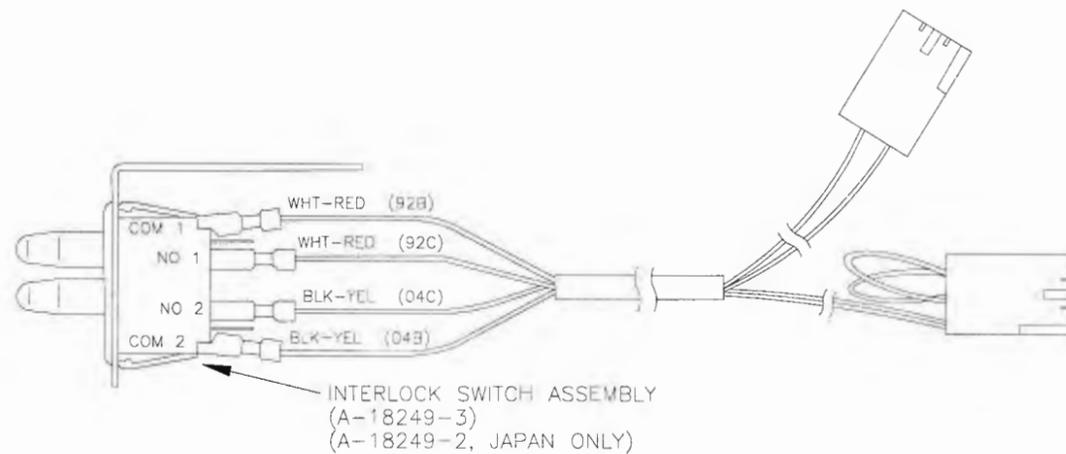 WHT-RED (92B)
COM 1
WHT-RED (92C)
NO 1
BLK-YEL (04C)
NO 2
BLK-YEL (04B)
COM 2
INTERLOCK SWITCH ASSEMBLY
(A-18249-3)
(A-18249-2, JAPAN ONLY)